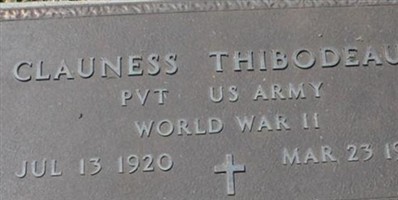 CLAUNESS THIBODEAU
PVT US ARMY
WORLD WAR II
JUL 13 1920 MAR 23